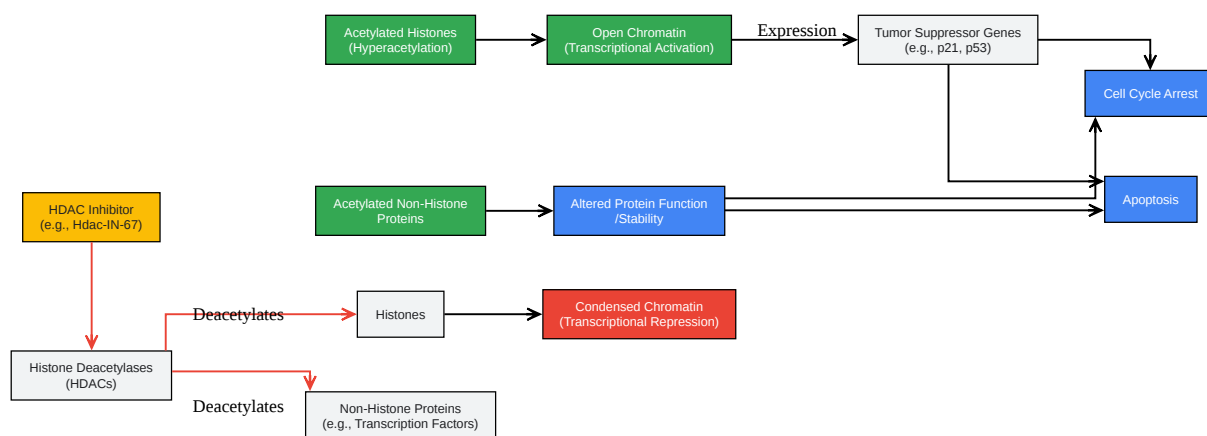 Acetylated Histones
(Hyperacetylation)
Open Chromatin
(Transcriptional Activation)
Expression
Tumor Suppressor Genes
(e.g., p21, p53)
Cell Cycle Arrest
HDAC Inhibitor
(e.g., Hdac-IN-67)
Acetylated Non-Histone
Proteins
Altered Protein Function
/Stability
Apoptosis
Deacetylates
Histones
Condensed Chromatin
(Transcriptional Repression)
Histone Deacetylases
(HDACs)
Deacetylates
Non-Histone Proteins
(e.g., Transcription Factors)